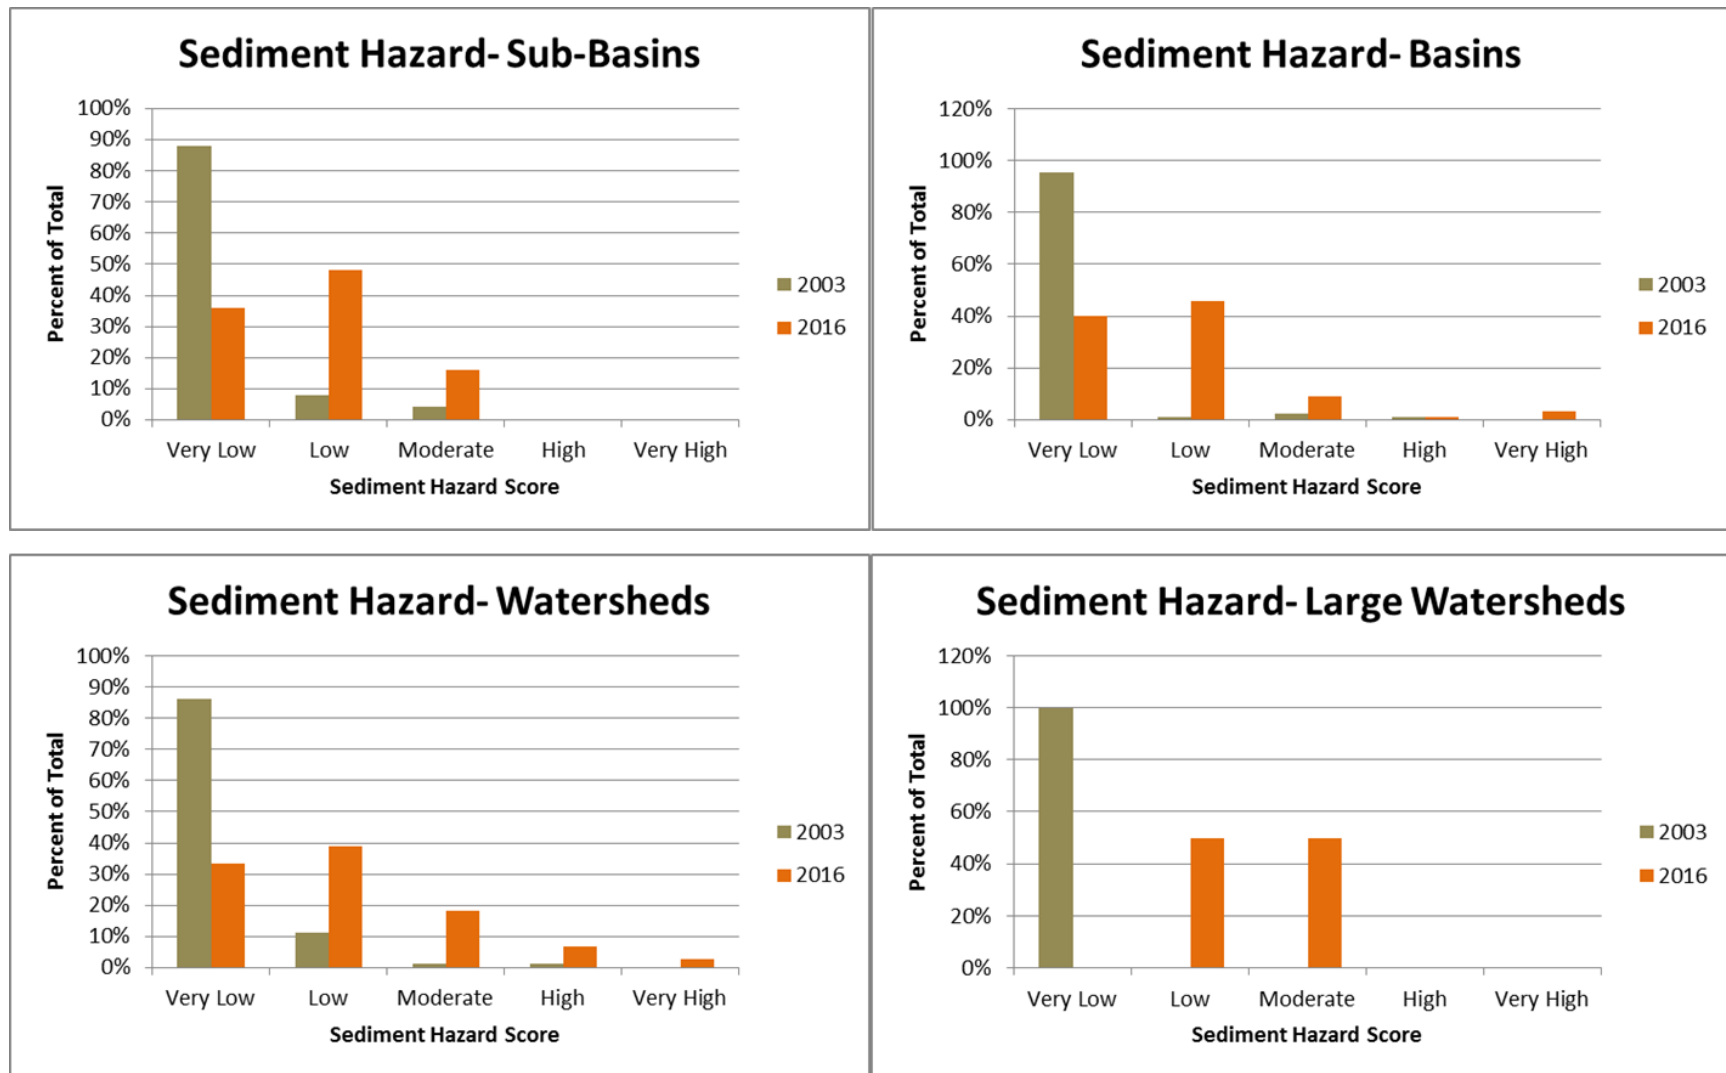 Sediment Hazard- Sub-Basins
100%
90%
80%
70%
60%
50%
40%
30%
20%
10%
0%
Percent of Total
Very Low Low Moderate High Very High
Sediment Hazard Score
2003
2016
Sediment Hazard- Basins
120%
100%
80%
60%
40%
20%
0%
Percent of Total
Very Low Low Moderate High Very High
Sediment Hazard Score
2003
2016
Sediment Hazard- Watersheds
100%
90%
80%
70%
60%
50%
40%
30%
20%
10%
0%
Percent of Total
Very Low Low Moderate High Very High
Sediment Hazard Score
2003
2016
Sediment Hazard- Large Watersheds
120%
100%
80%
60%
40%
20%
0%
Percent of Total
Very Low Low Moderate High Very High
Sediment Hazard Score
2003
2016